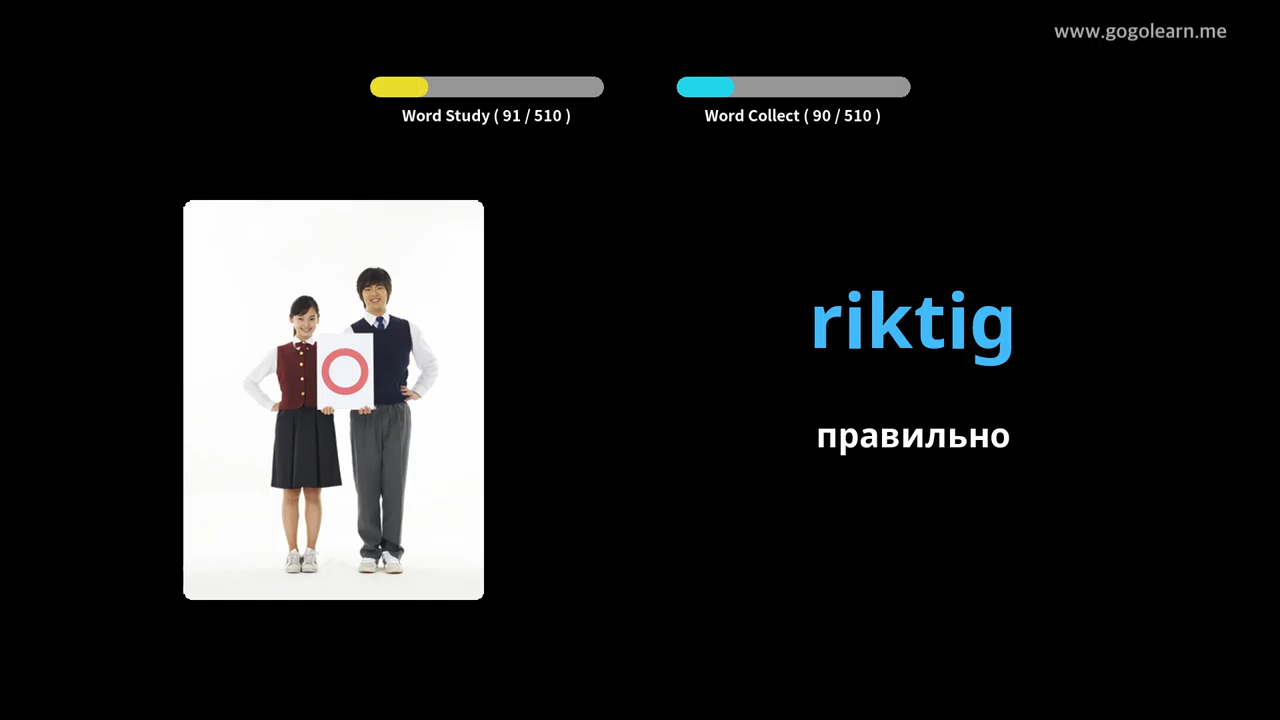 www.gogolearn.me
Word Study ( 91 / 510 )
Word Collect ( 90 / 510 )
riktig
правильно